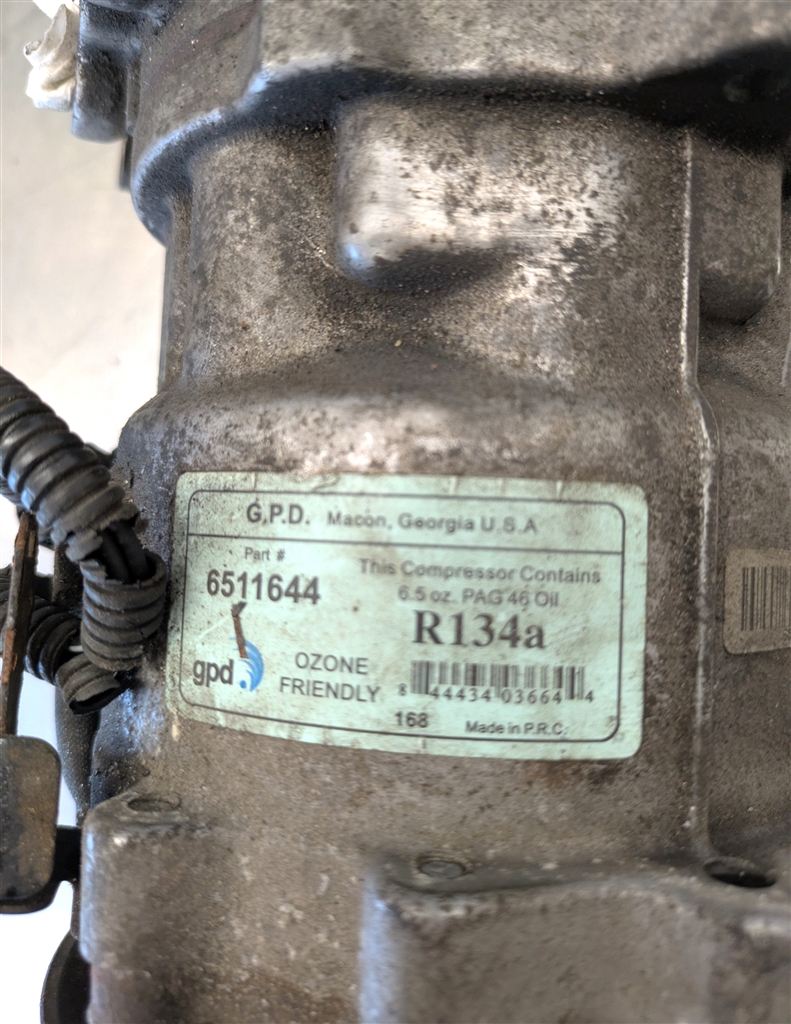 G.P.D. Macon, Georgia U.S.A
Part #
6511644
This Compressor Contains
6.5 oz. PAG 46 Oil
R134a
gpd
OZONE
FRIENDLY
8 44434 03664 4
168 Made in P.R.C.